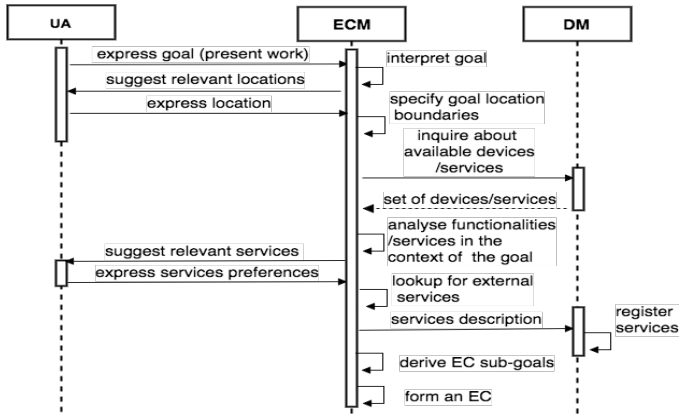 UA
ECM
DM
express goal (present work)
interpret goal
suggest relevant locations
express location
specify goal location
boundaries
inquire about
available devices
/services
set of devices/services
analyse functionalities
/services in the
context of the goal
suggest relevant services
express services preferences
lookup for external
services
services description
register
services
derive EC sub-goals
form an EC